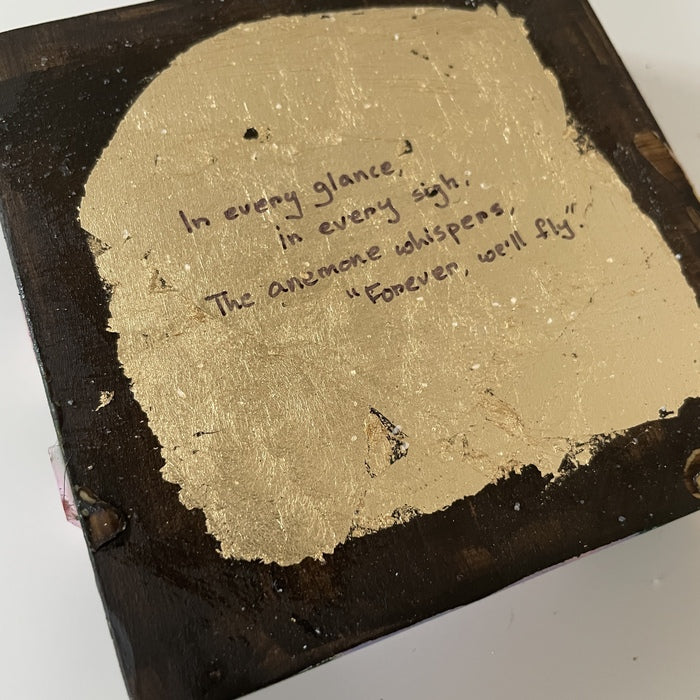 In every glance,
in every sigh,
The anemone whispers,
"Forever, we'll fly".